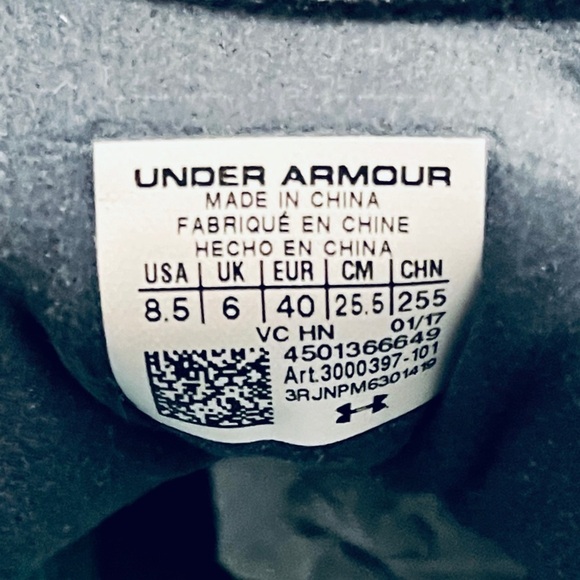 UNDER ARMOUR
MADE IN CHINA
FABRIQUÉ EN CHINE
HECHO EN CHINA
USA | UK | EUR | CM | CHN
8.5 | 6 | 40 | 25.5 | 255
VC HN 01/17
4501366649
Art.3000397-101
3RJNPM6301419